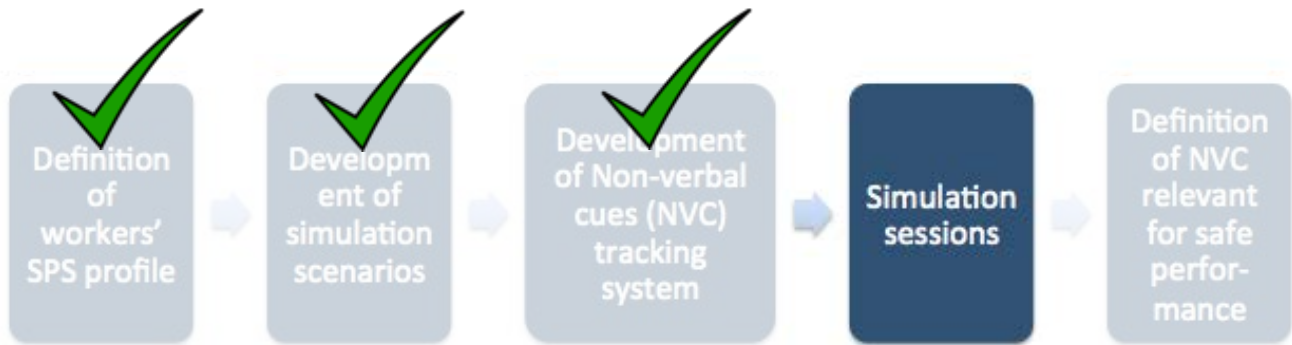 Definition
of
workers'
SPS profile
Developm
ent of
simulation
scenarios
Development
of Non-verbal
cues (NVC)
tracking
system
Simulation
sessions
Definition
of NVC
relevant
for safe
perfor-
mance